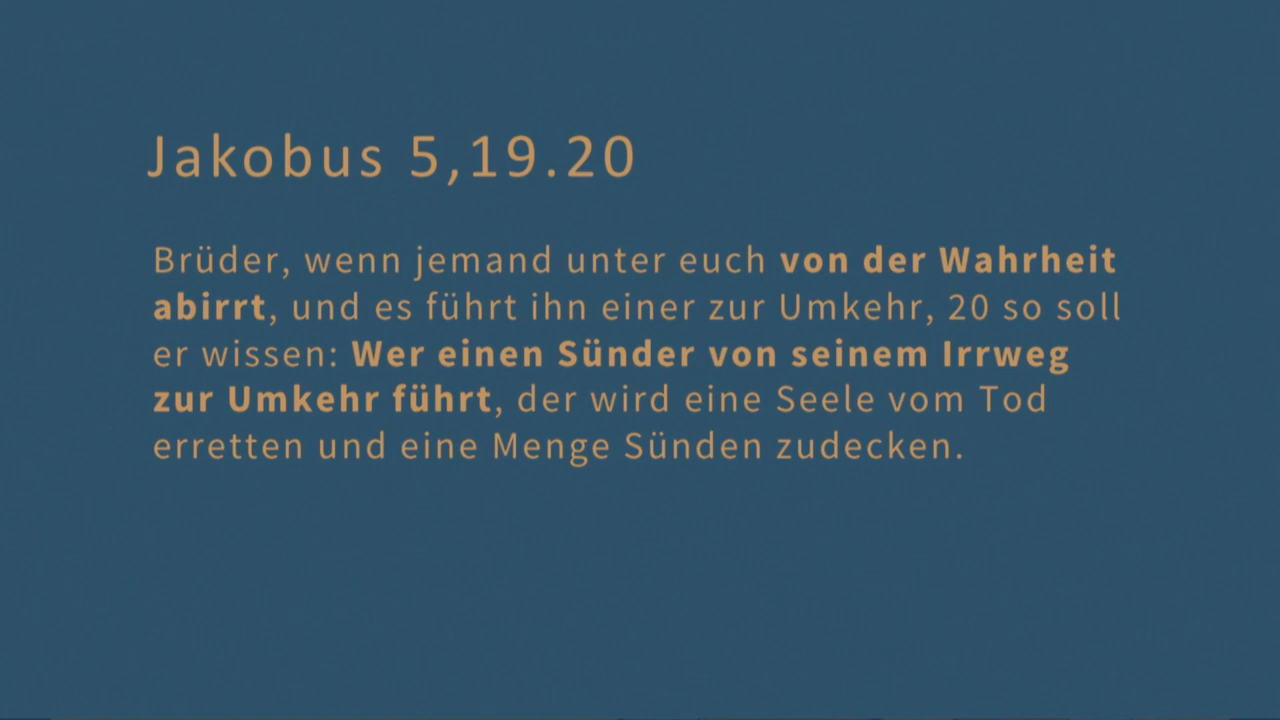 Jakobus 5,19.20
Brüder, wenn jemand unter euch von der Wahrheit
abirrt, und es führt ihn einer zur Umkehr, 20 so soll
er wissen: Wer einen Sünder von seinem Irrweg
zur Umkehr führt, der wird eine Seele vom Tod
erretten und eine Menge Sünden zudecken.